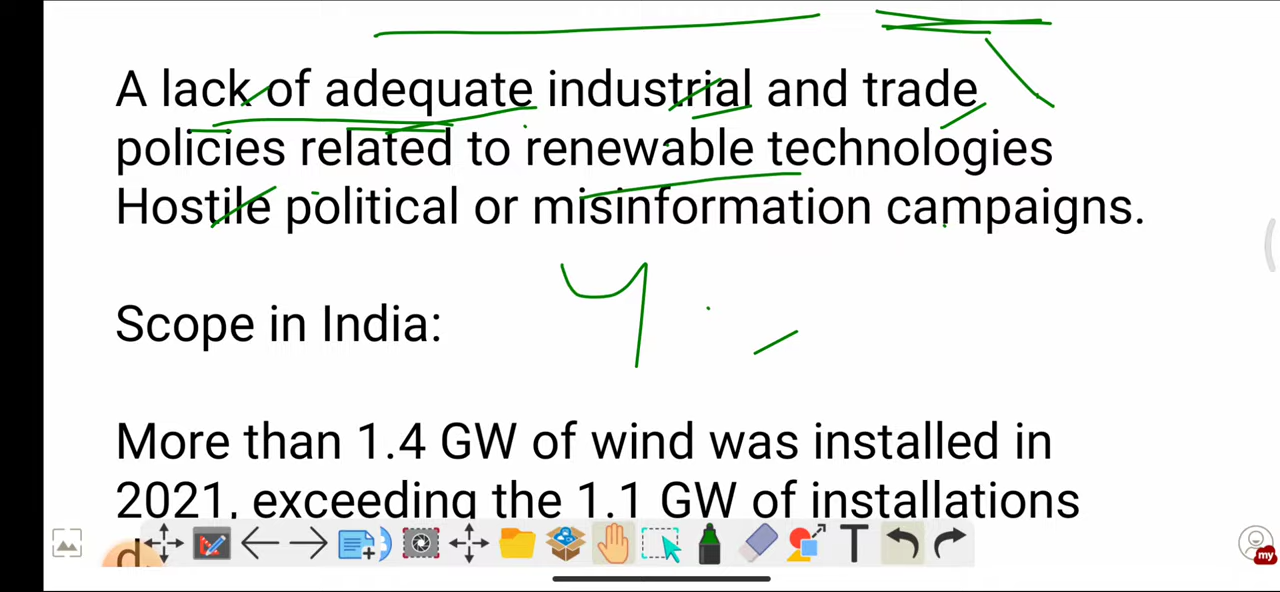 A lack of adequate industrial and trade
policies related to renewable technologies
Hostile political or misinformation campaigns.
Scope in India:
More than 1.4 GW of wind was installed in
2021, exceeding the 1.1 GW of installations
d
T
my